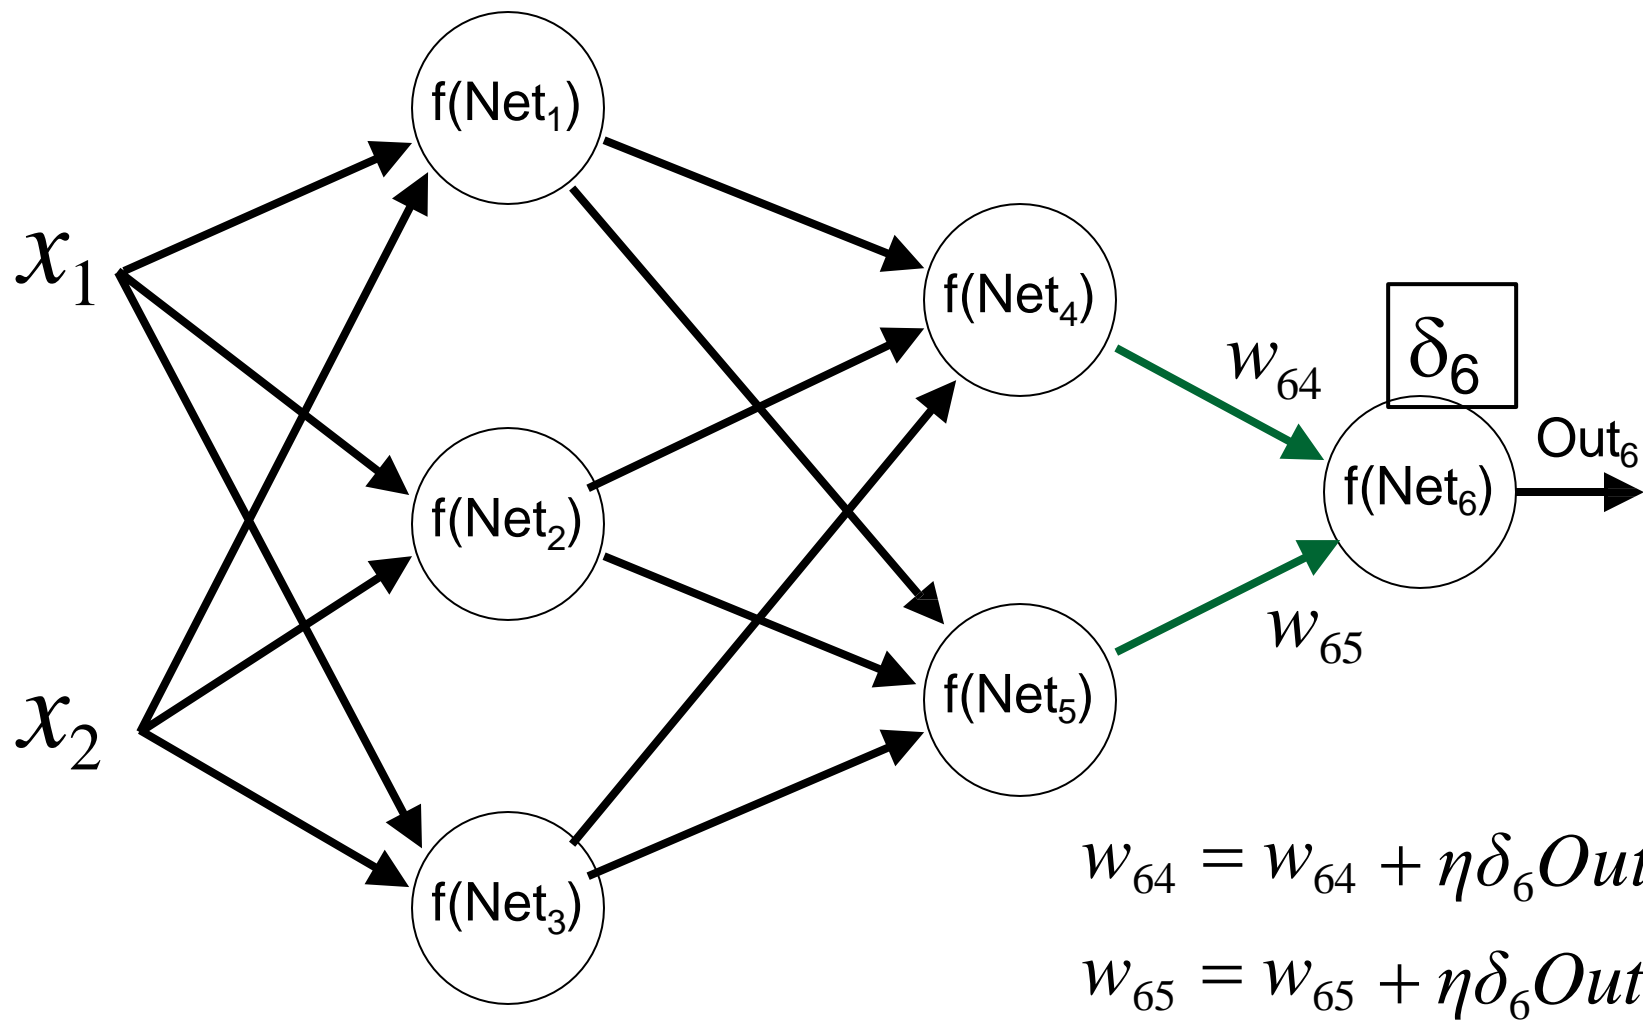 f(Net₁)
x₁
f(Net₄)
w₆₄
δ₆
Out₆
f(Net₂)
f(Net₆)
w₆₅
x₂
f(Net₅)
f(Net₃)
w₆₄ = w₆₄ + ηδ₆Out
w₆₅ = w₆₅ + ηδ₆Out